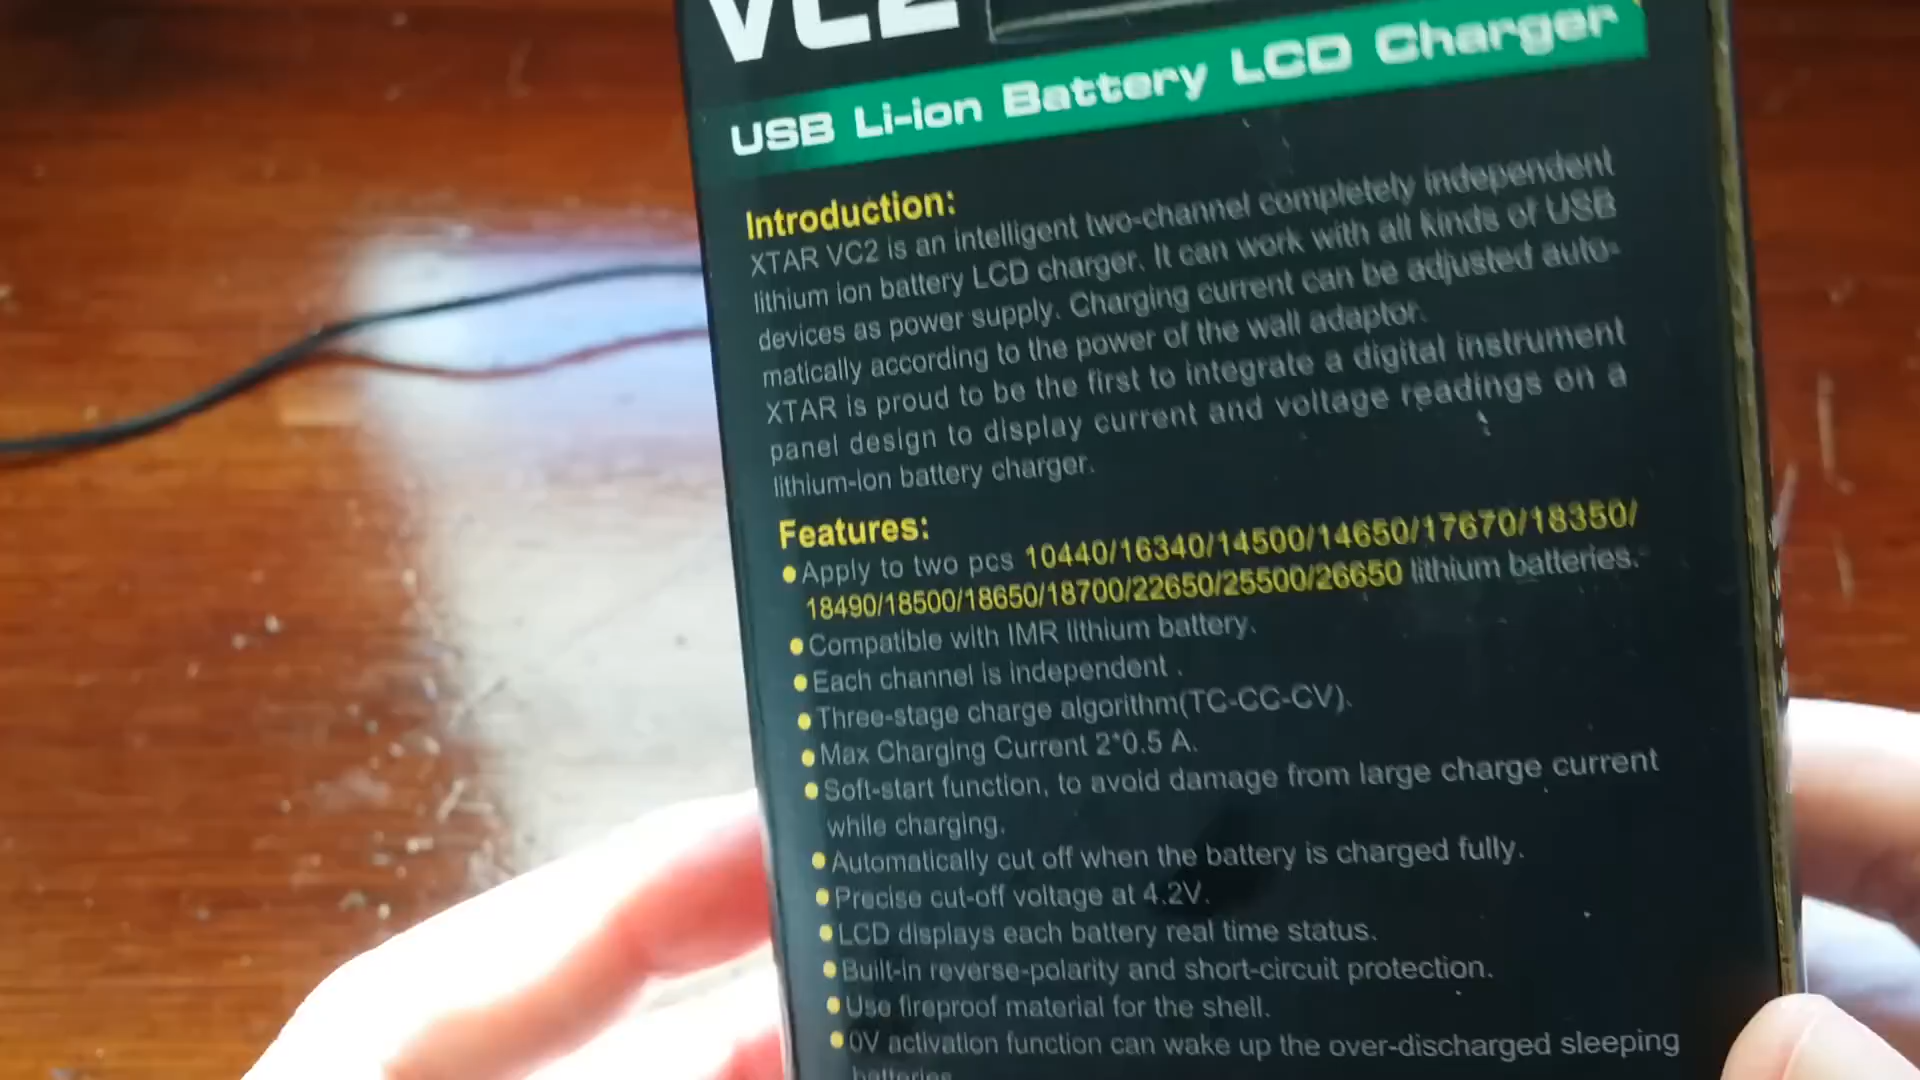 VC2
USB Li-ion Battery LCD Charger
Introduction:
XTAR VC2 is an intelligent two-channel completely independent
lithium ion battery LCD charger. It can work with all kinds of USB
devices as power supply. Charging current can be adjusted auto-
matically according to the power of the wall adaptor.
XTAR is proud to be the first to integrate a digital instrument
panel design to display current and voltage readings on a
lithium-ion battery charger.
Features:
●Apply to two pcs 10440/16340/14500/14650/17670/18350/
18490/18500/18650/18700/22650/25500/26650 lithium batteries.
●Compatible with IMR lithium battery.
●Each channel is independent .
●Three-stage charge algorithm(TC-CC-CV).
●Max Charging Current 2*0.5 A.
●Soft-start function, to avoid damage from large charge current
while charging.
●Automatically cut off when the battery is charged fully.
●Precise cut-off voltage at 4.2V.
●LCD displays each battery real time status.
●Built-in reverse-polarity and short-circuit protection.
●Use fireproof material for the shell.
●0V activation function can wake up the over-discharged sleeping
batteries.